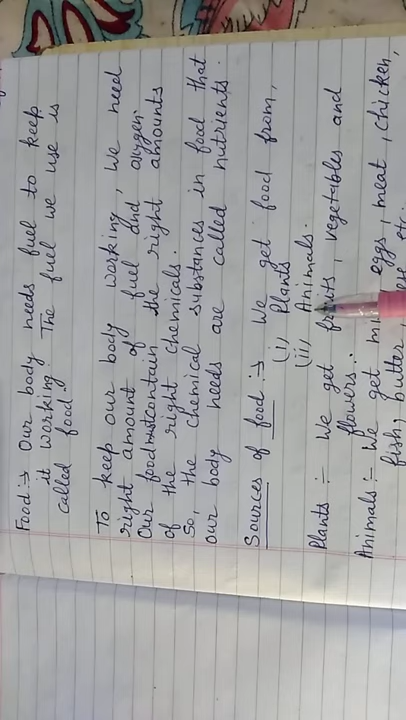 Food :→ Our body needs fuel to keep
it working. The fuel we use is
called food.
To keep our body working, we need
right amount of fuel and oxygen.
Our food must contain the right amounts
of the right chemicals.
So, the chemical substances in food that
our body needs are called nutrients.
Sources of food :→ We get food from,
(i) Plants
(ii) Animals.
Plants :- We get fruits, vegetables and
flowers..
Animals :- We get eggs, meat, chicken,
fish, butter,